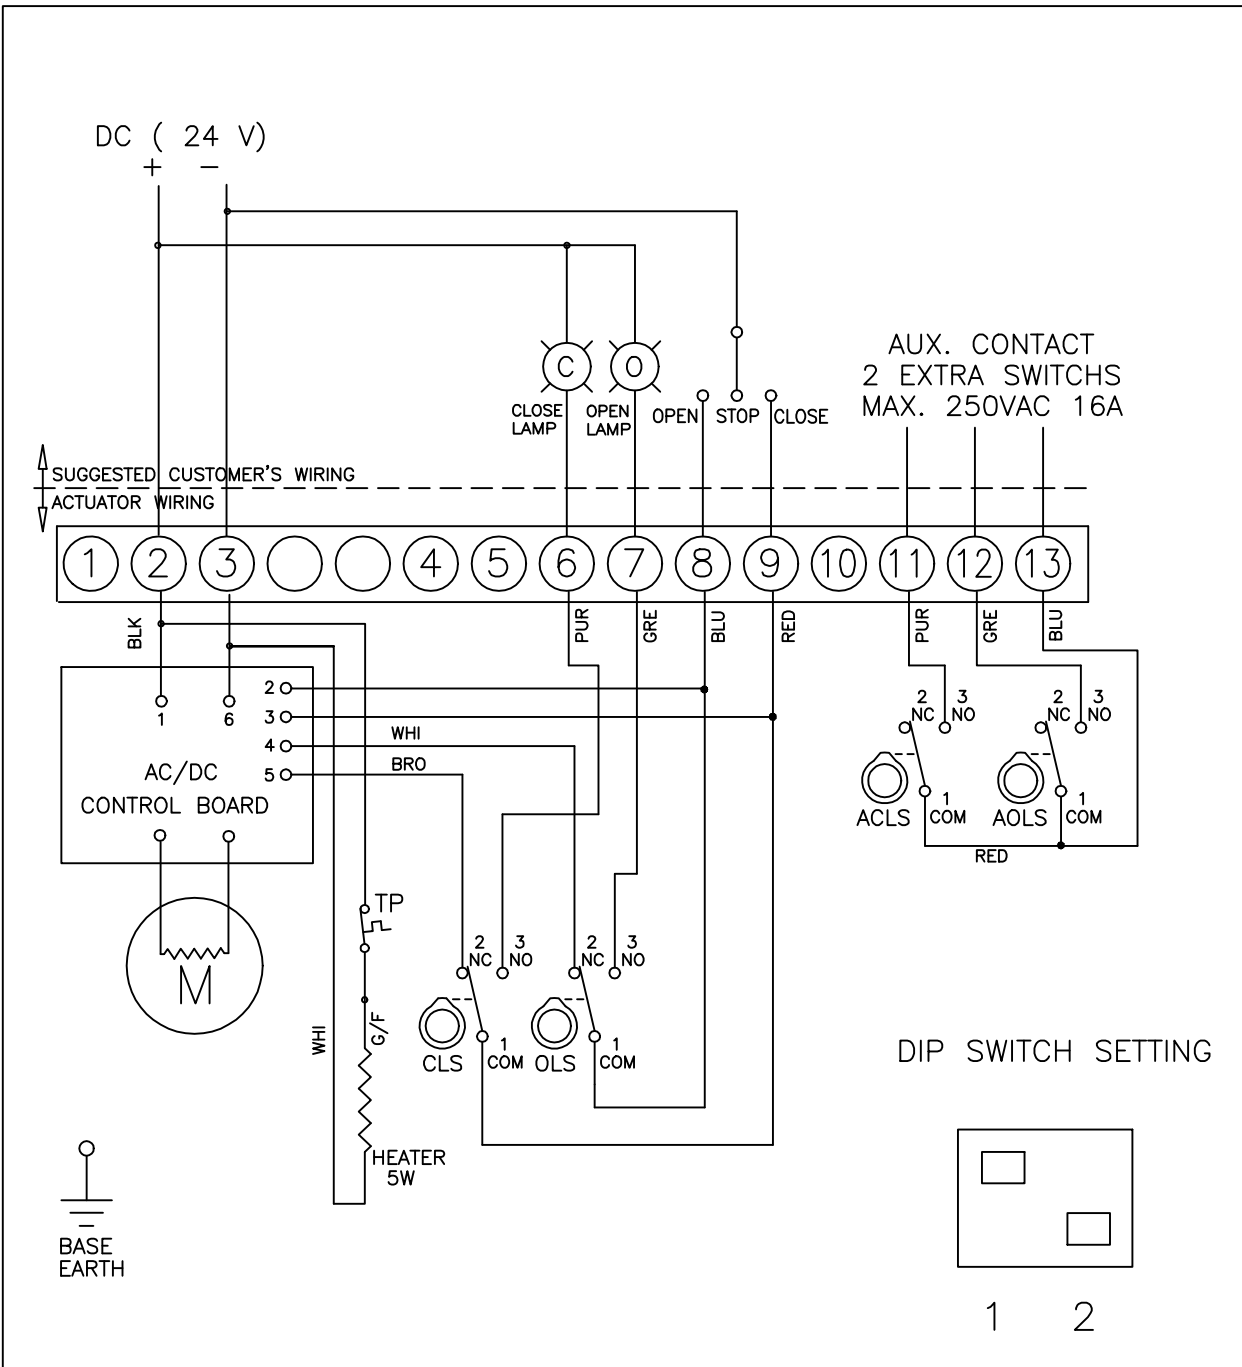 DC ( 24 V)
+ −
C
O
CLOSE
LAMP
OPEN
LAMP
OPEN
STOP
CLOSE
AUX. CONTACT
2 EXTRA SWITCHS
MAX. 250VAC 16A
SUGGESTED CUSTOMER'S WIRING
ACTUATOR WIRING
1 2 3 4 5 6 7 8 9 10 11 12 13
BLK
PUR
GRE
BLU
RED
PUR
GRE
BLU
1
6
2
3
4
5
WHI
BRO
AC/DC
CONTROL BOARD
2
NC
3
NO
2
NC
3
NO
1
COM
1
COM
ACLS
AOLS
RED
TP
M
2
NC
3
NO
2
NC
3
NO
WHI
G/F
CLS
1
COM
OLS
1
COM
HEATER
5W
BASE
EARTH
DIP SWITCH SETTING
1 2